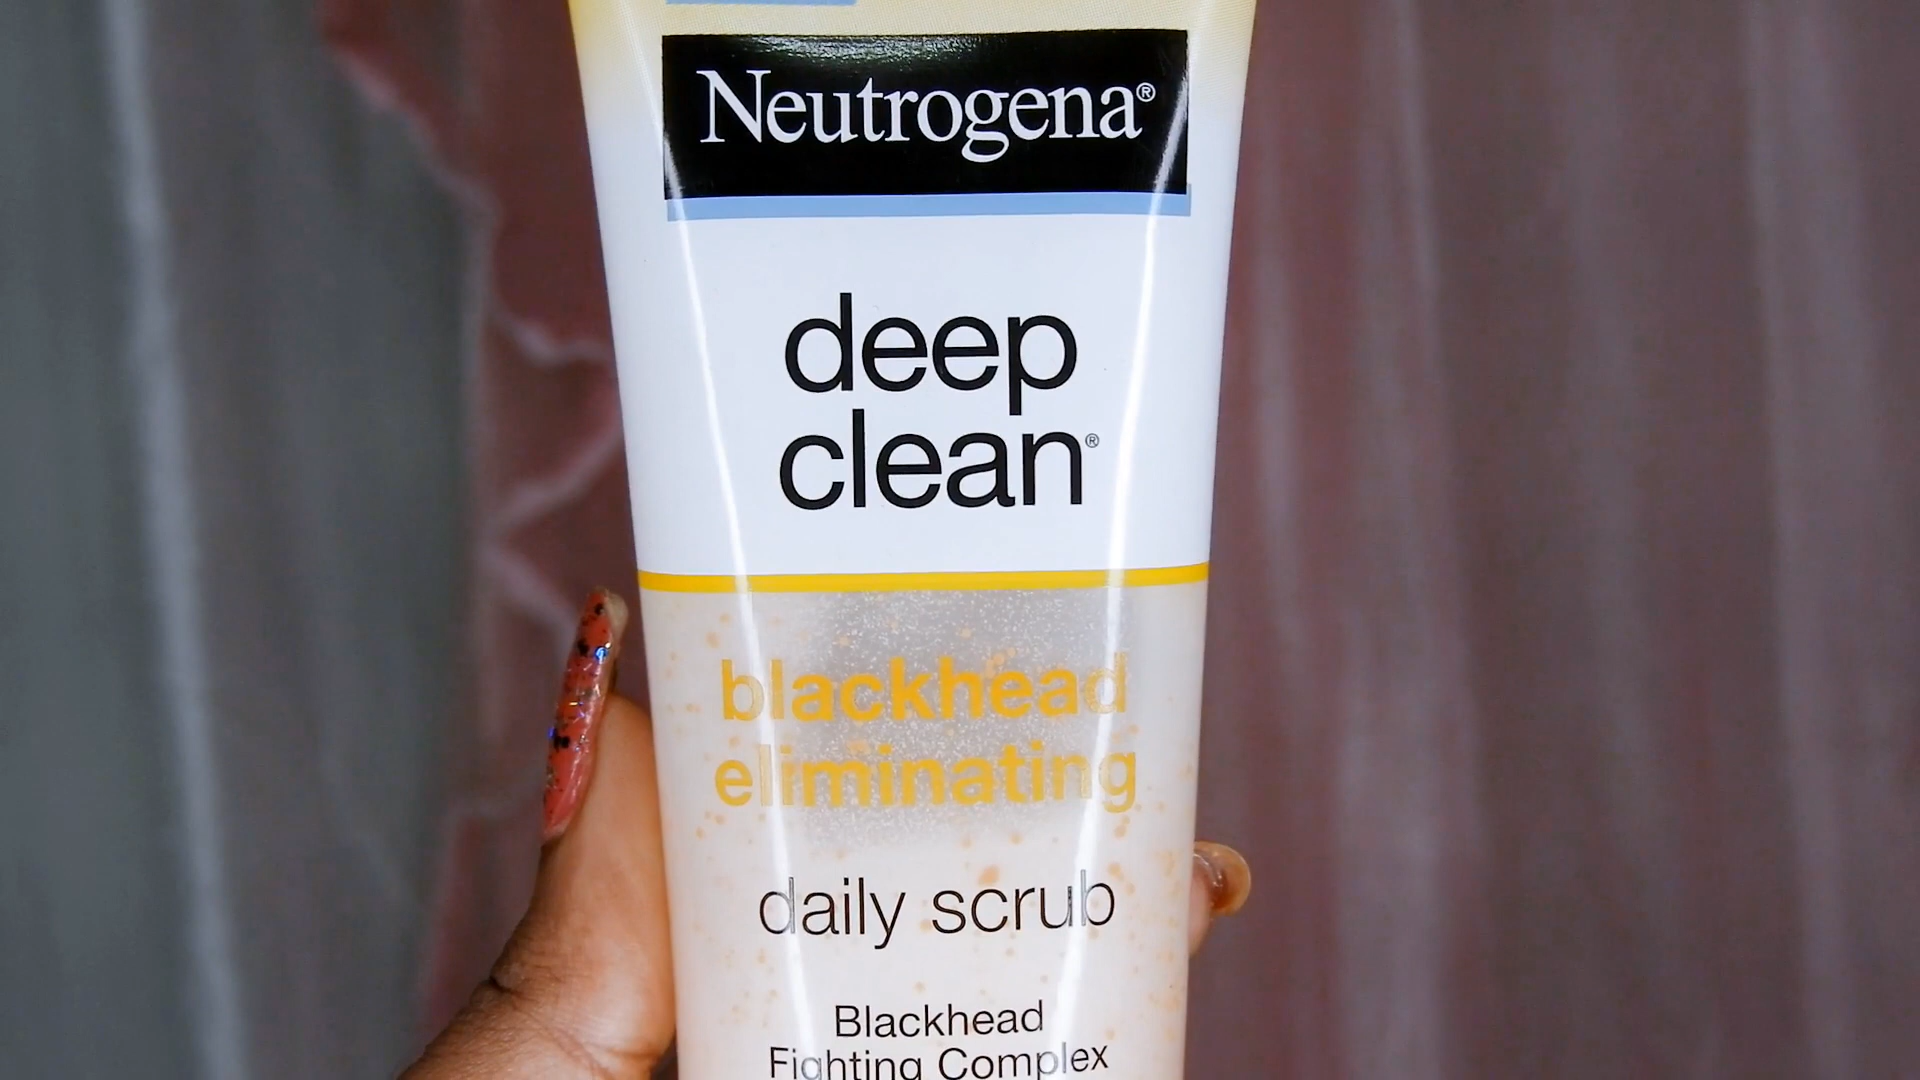 Neutrogena®
deep
clean®
blackhead
eliminating
daily scrub
Blackhead
Fighting Complex